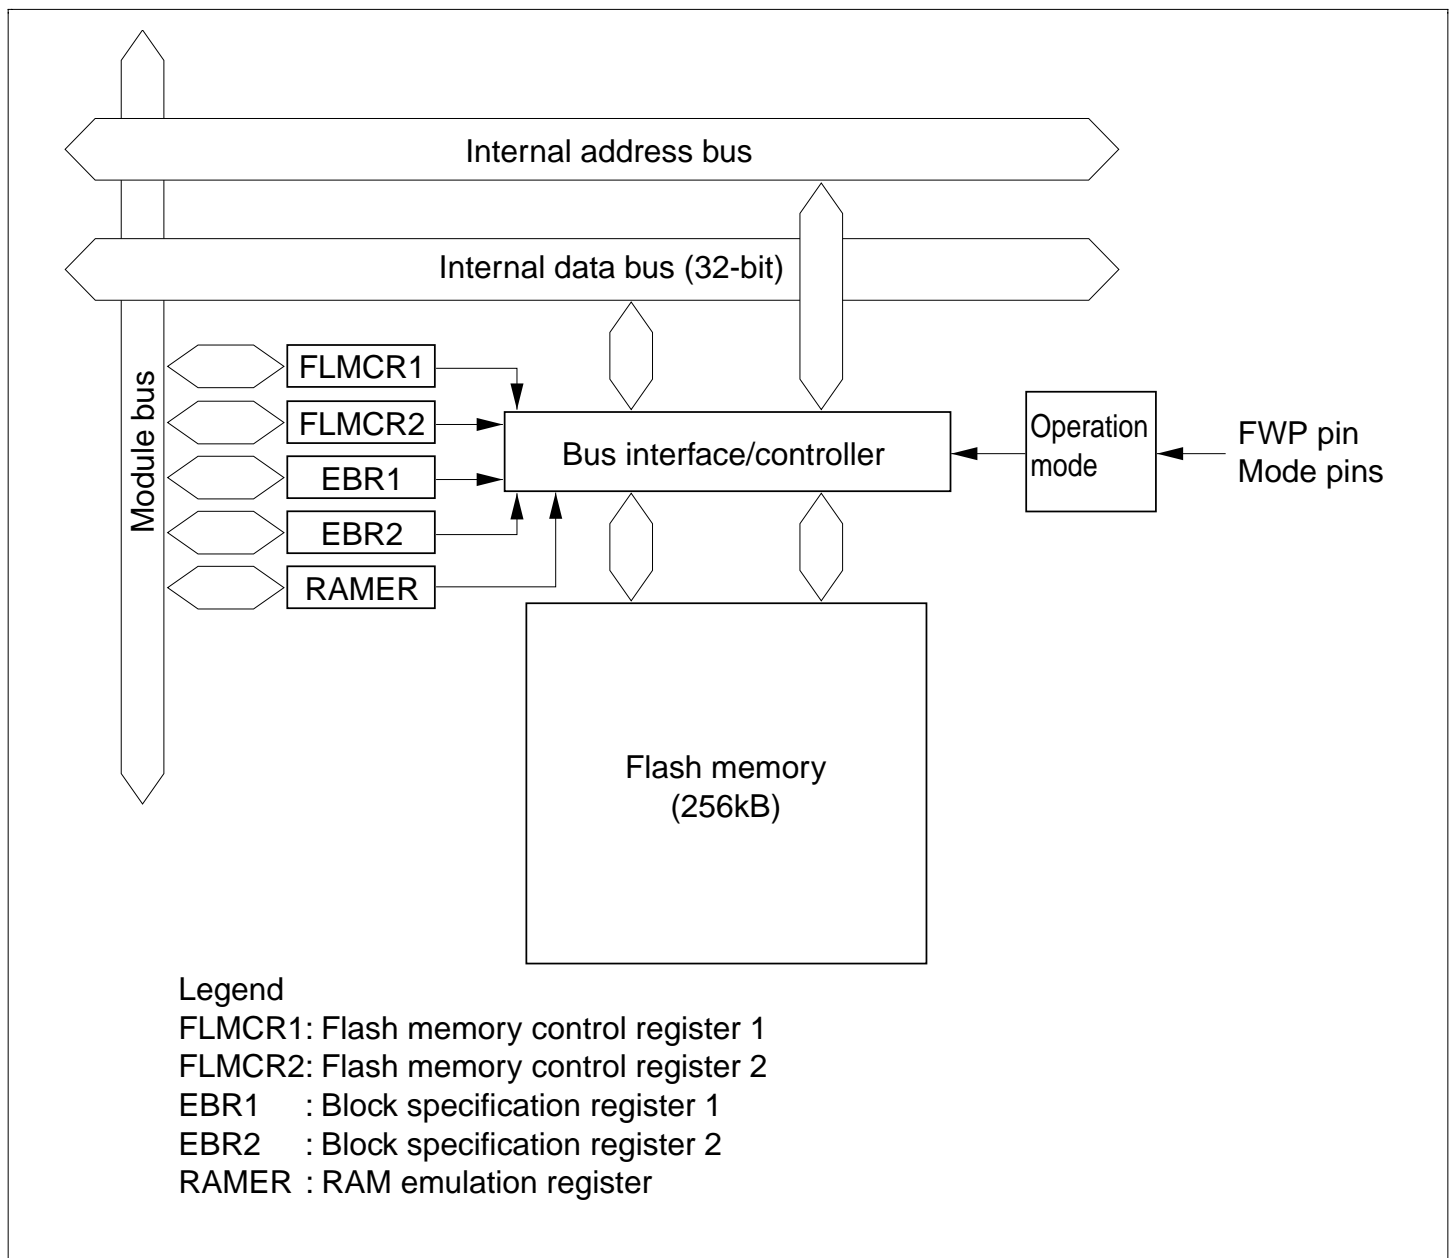 Internal address bus
Internal data bus (32-bit)
Module bus
FLMCR1
FLMCR2
EBR1
EBR2
RAMER
Bus interface/controller
Operation
mode
FWP pin
Mode pins
Flash memory
(256kB)
Legend
FLMCR1: Flash memory control register 1
FLMCR2: Flash memory control register 2
EBR1 : Block specification register 1
EBR2 : Block specification register 2
RAMER : RAM emulation register